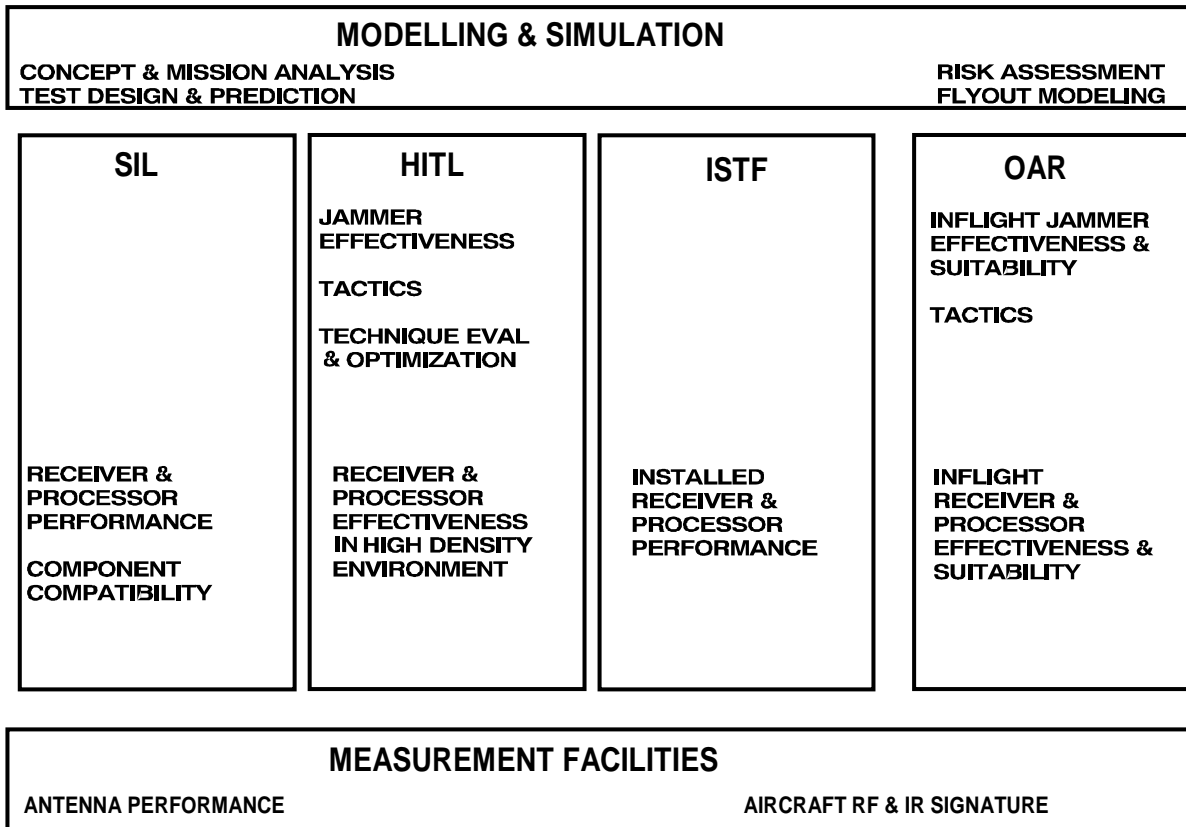 MODELLING & SIMULATION
CONCEPT & MISSION ANALYSIS
TEST DESIGN & PREDICTION
RISK ASSESSMENT
FLYOUT MODELING
SIL
RECEIVER &
PROCESSOR
PERFORMANCE
COMPONENT
COMPATIBILITY
HITL
JAMMER
EFFECTIVENESS
TACTICS
TECHNIQUE EVAL
& OPTIMIZATION
RECEIVER &
PROCESSOR
EFFECTIVENESS
IN HIGH DENSITY
ENVIRONMENT
ISTF
INSTALLED
RECEIVER &
PROCESSOR
PERFORMANCE
OAR
INFLIGHT JAMMER
EFFECTIVENESS &
SUITABILITY
TACTICS
INFLIGHT
RECEIVER &
PROCESSOR
EFFECTIVENESS &
SUITABILITY
MEASUREMENT FACILITIES
ANTENNA PERFORMANCE
AIRCRAFT RF & IR SIGNATURE